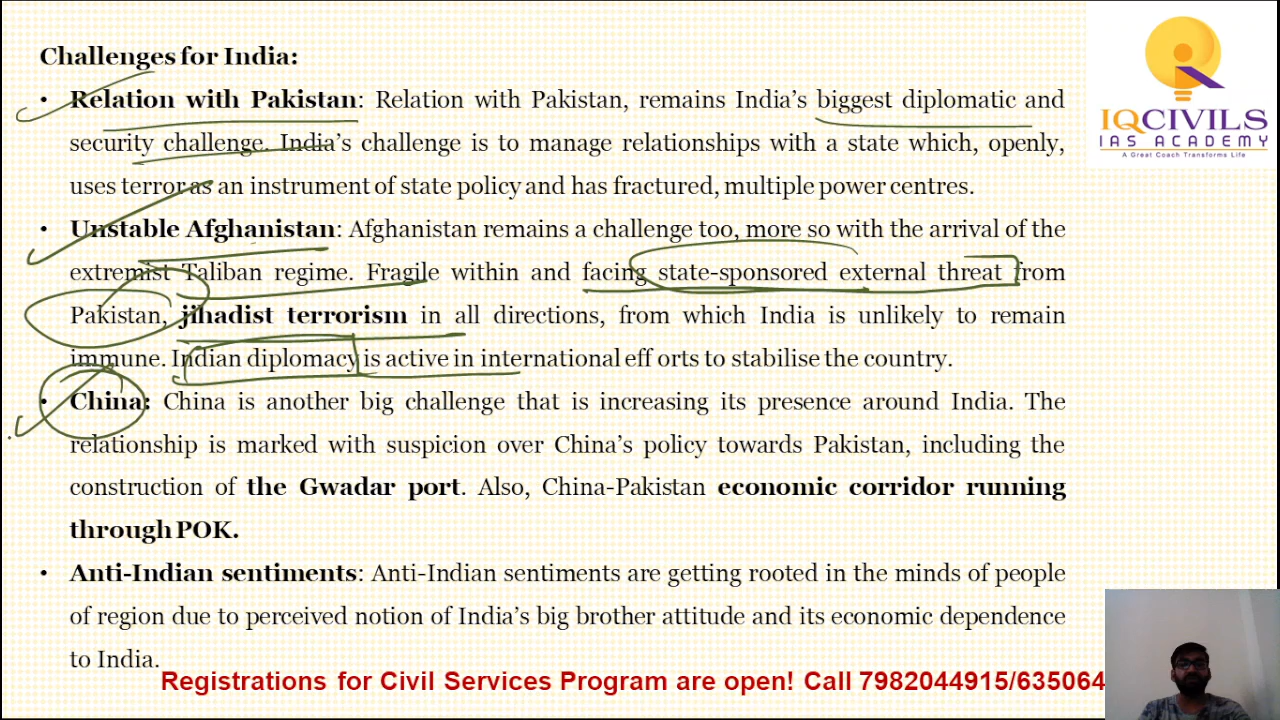 Challenges for India:
• Relation with Pakistan: Relation with Pakistan, remains India's biggest diplomatic and
security challenge. India's challenge is to manage relationships with a state which, openly,
uses terror as an instrument of state policy and has fractured, multiple power centres.
• Unstable Afghanistan: Afghanistan remains a challenge too, more so with the arrival of the
extremist Taliban regime. Fragile within and facing state-sponsored external threat from
Pakistan, jihadist terrorism in all directions, from which India is unlikely to remain
immune. Indian diplomacy is active in international eff orts to stabilise the country.
• China: China is another big challenge that is increasing its presence around India. The
relationship is marked with suspicion over China's policy towards Pakistan, including the
construction of the Gwadar port. Also, China-Pakistan economic corridor running
through POK.
• Anti-Indian sentiments: Anti-Indian sentiments are getting rooted in the minds of people
of region due to perceived notion of India's big brother attitude and its economic dependence
to India.
Registrations for Civil Services Program are open! Call 7982044915/635064
IQCIVILS
IAS ACADEMY
A Great Coach Transforms Life